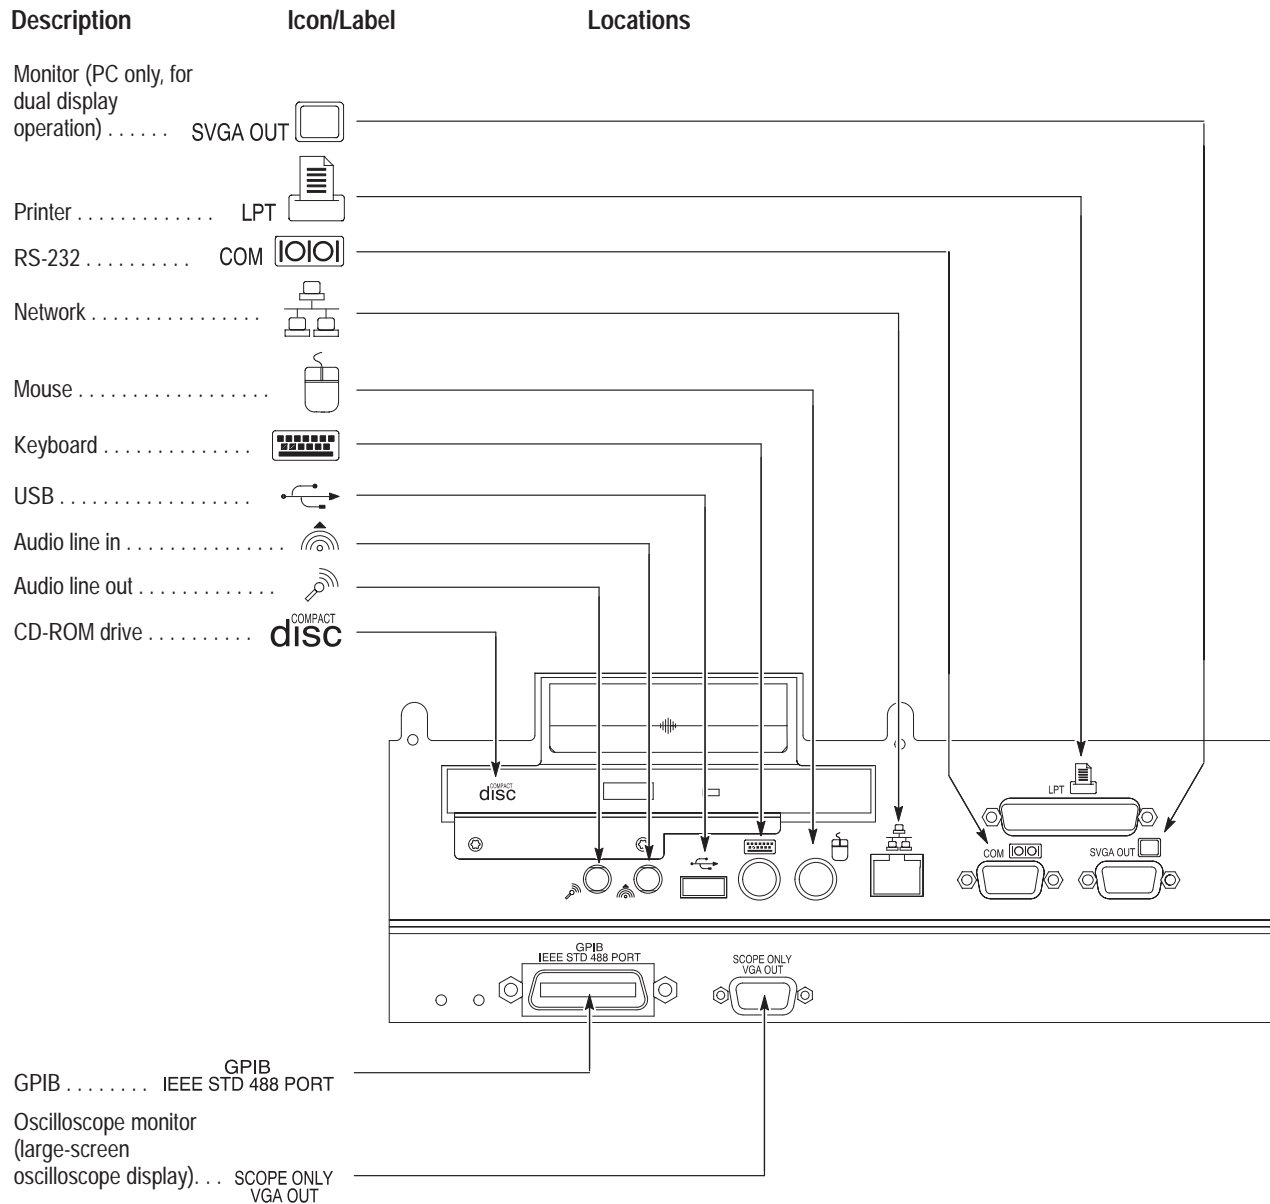 Description Icon/Label Locations
Monitor (PC only, for
dual display
operation) . . . . . . SVGA OUT
Printer . . . . . . . . . . . . . LPT
RS-232 . . . . . . . . . . COM IOIOI
Network . . . . . . . . . . . . . . . .
Mouse . . . . . . . . . . . . . . . . . .
Keyboard . . . . . . . . . . . . . .
USB . . . . . . . . . . . . . . . . . .
Audio line in . . . . . . . . . . . . . . .
Audio line out . . . . . . . . . . . . .
CD-ROM drive . . . . . . . . . . COMPACT disc
COMPACT
disc
LPT
COM IOIOI
SVGA OUT
GPIB
IEEE STD 488 PORT
SCOPE ONLY
VGA OUT
GPIB . . . . . . . . GPIB
IEEE STD 488 PORT
Oscilloscope monitor
(large-screen
oscilloscope display). . . SCOPE ONLY
VGA OUT